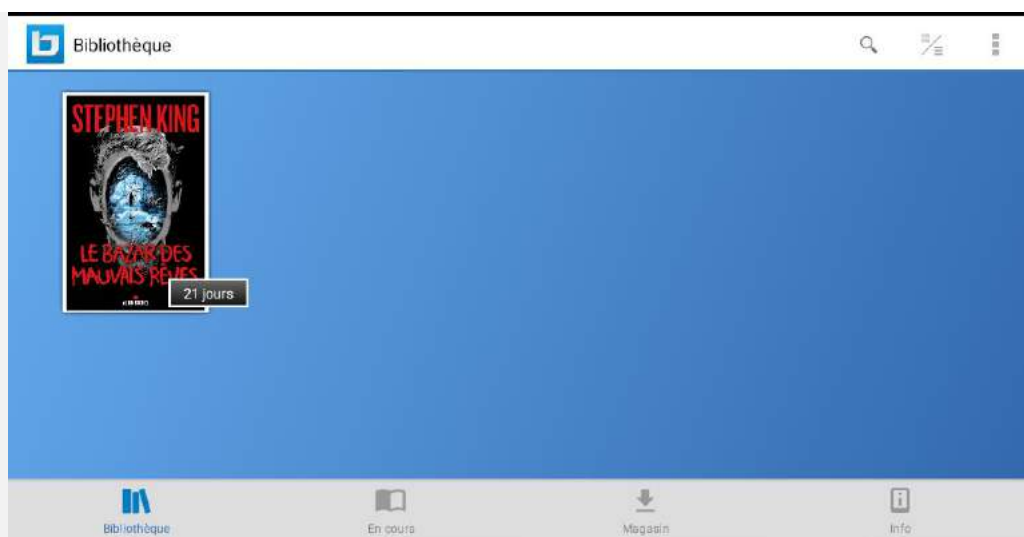 Bibliothèque
STEPHEN KING
LE BAZAR DES
MAUVAIS RÊVES
21 jours
Bibliothèque
En cours
Magasin
Info